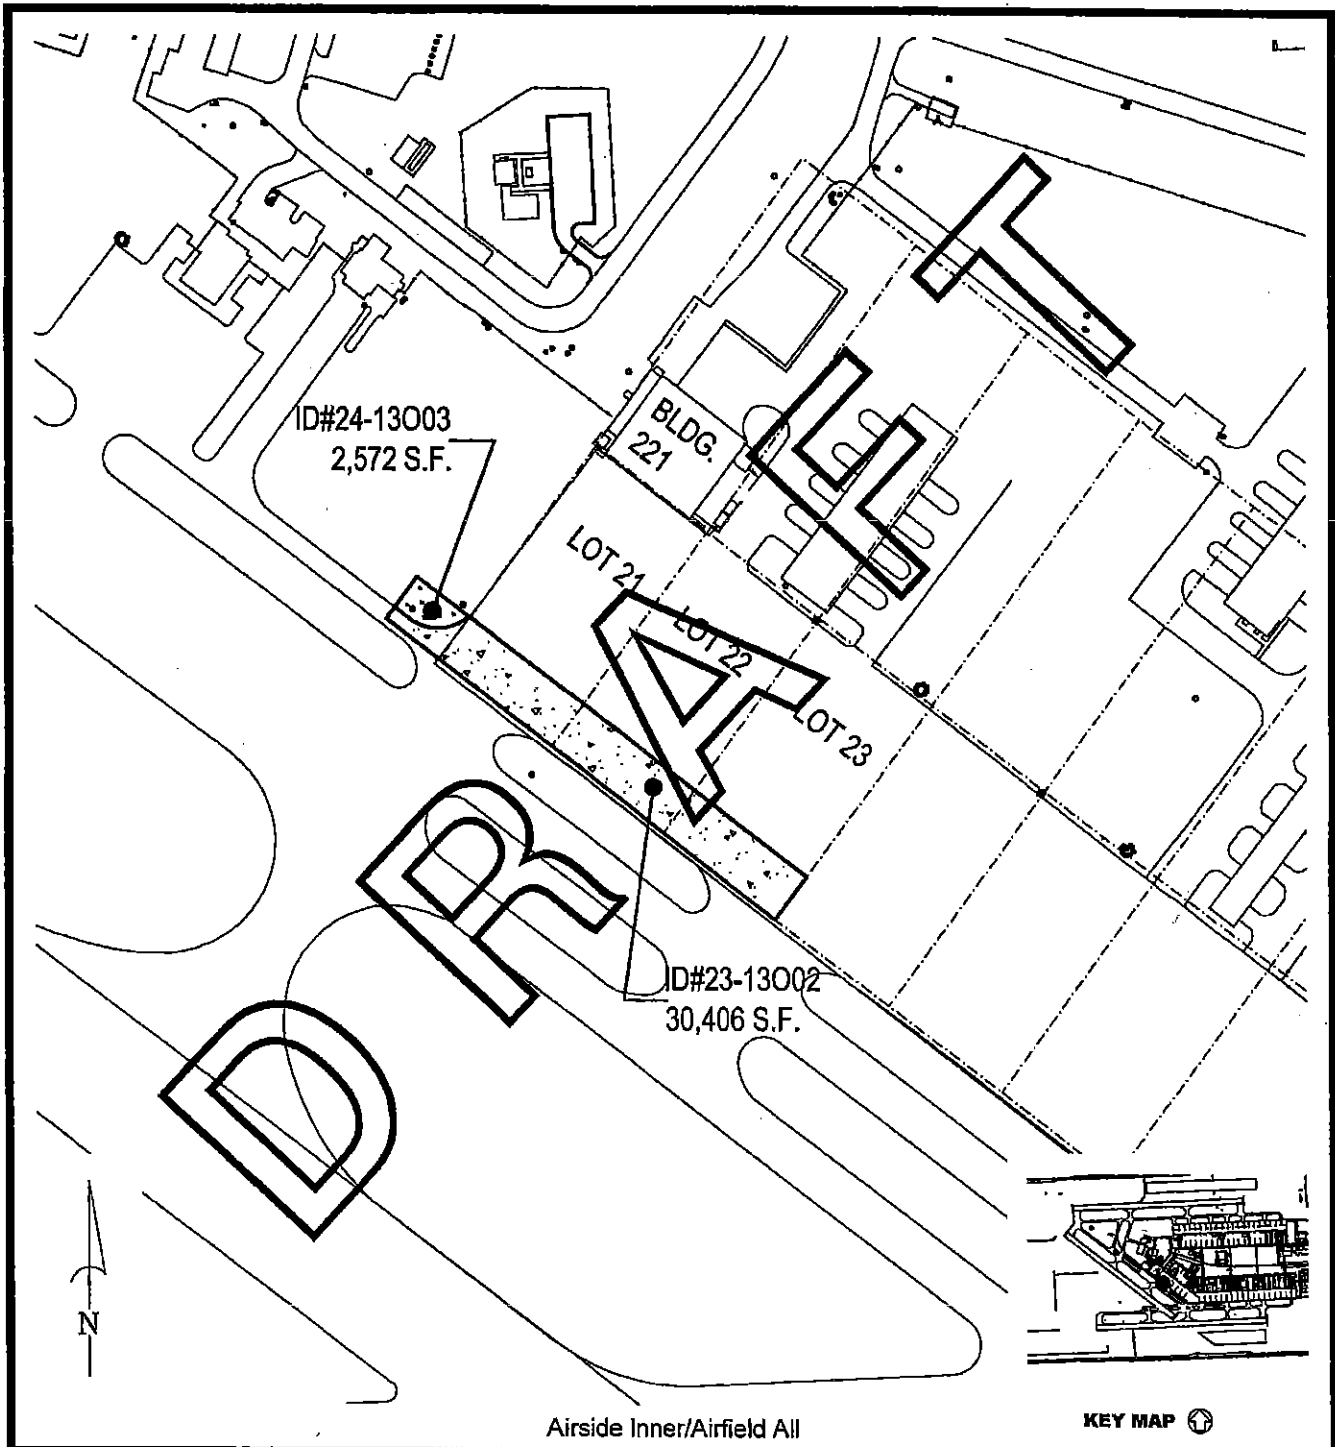 ID#24-13O03
2,572 S.F.
BLDG.
221
LOT 21
LOT 22
LOT 23
DRAFT
ID#23-13O02
30,406 S.F.
N
Airside Inner/Airfield All
KEY MAP